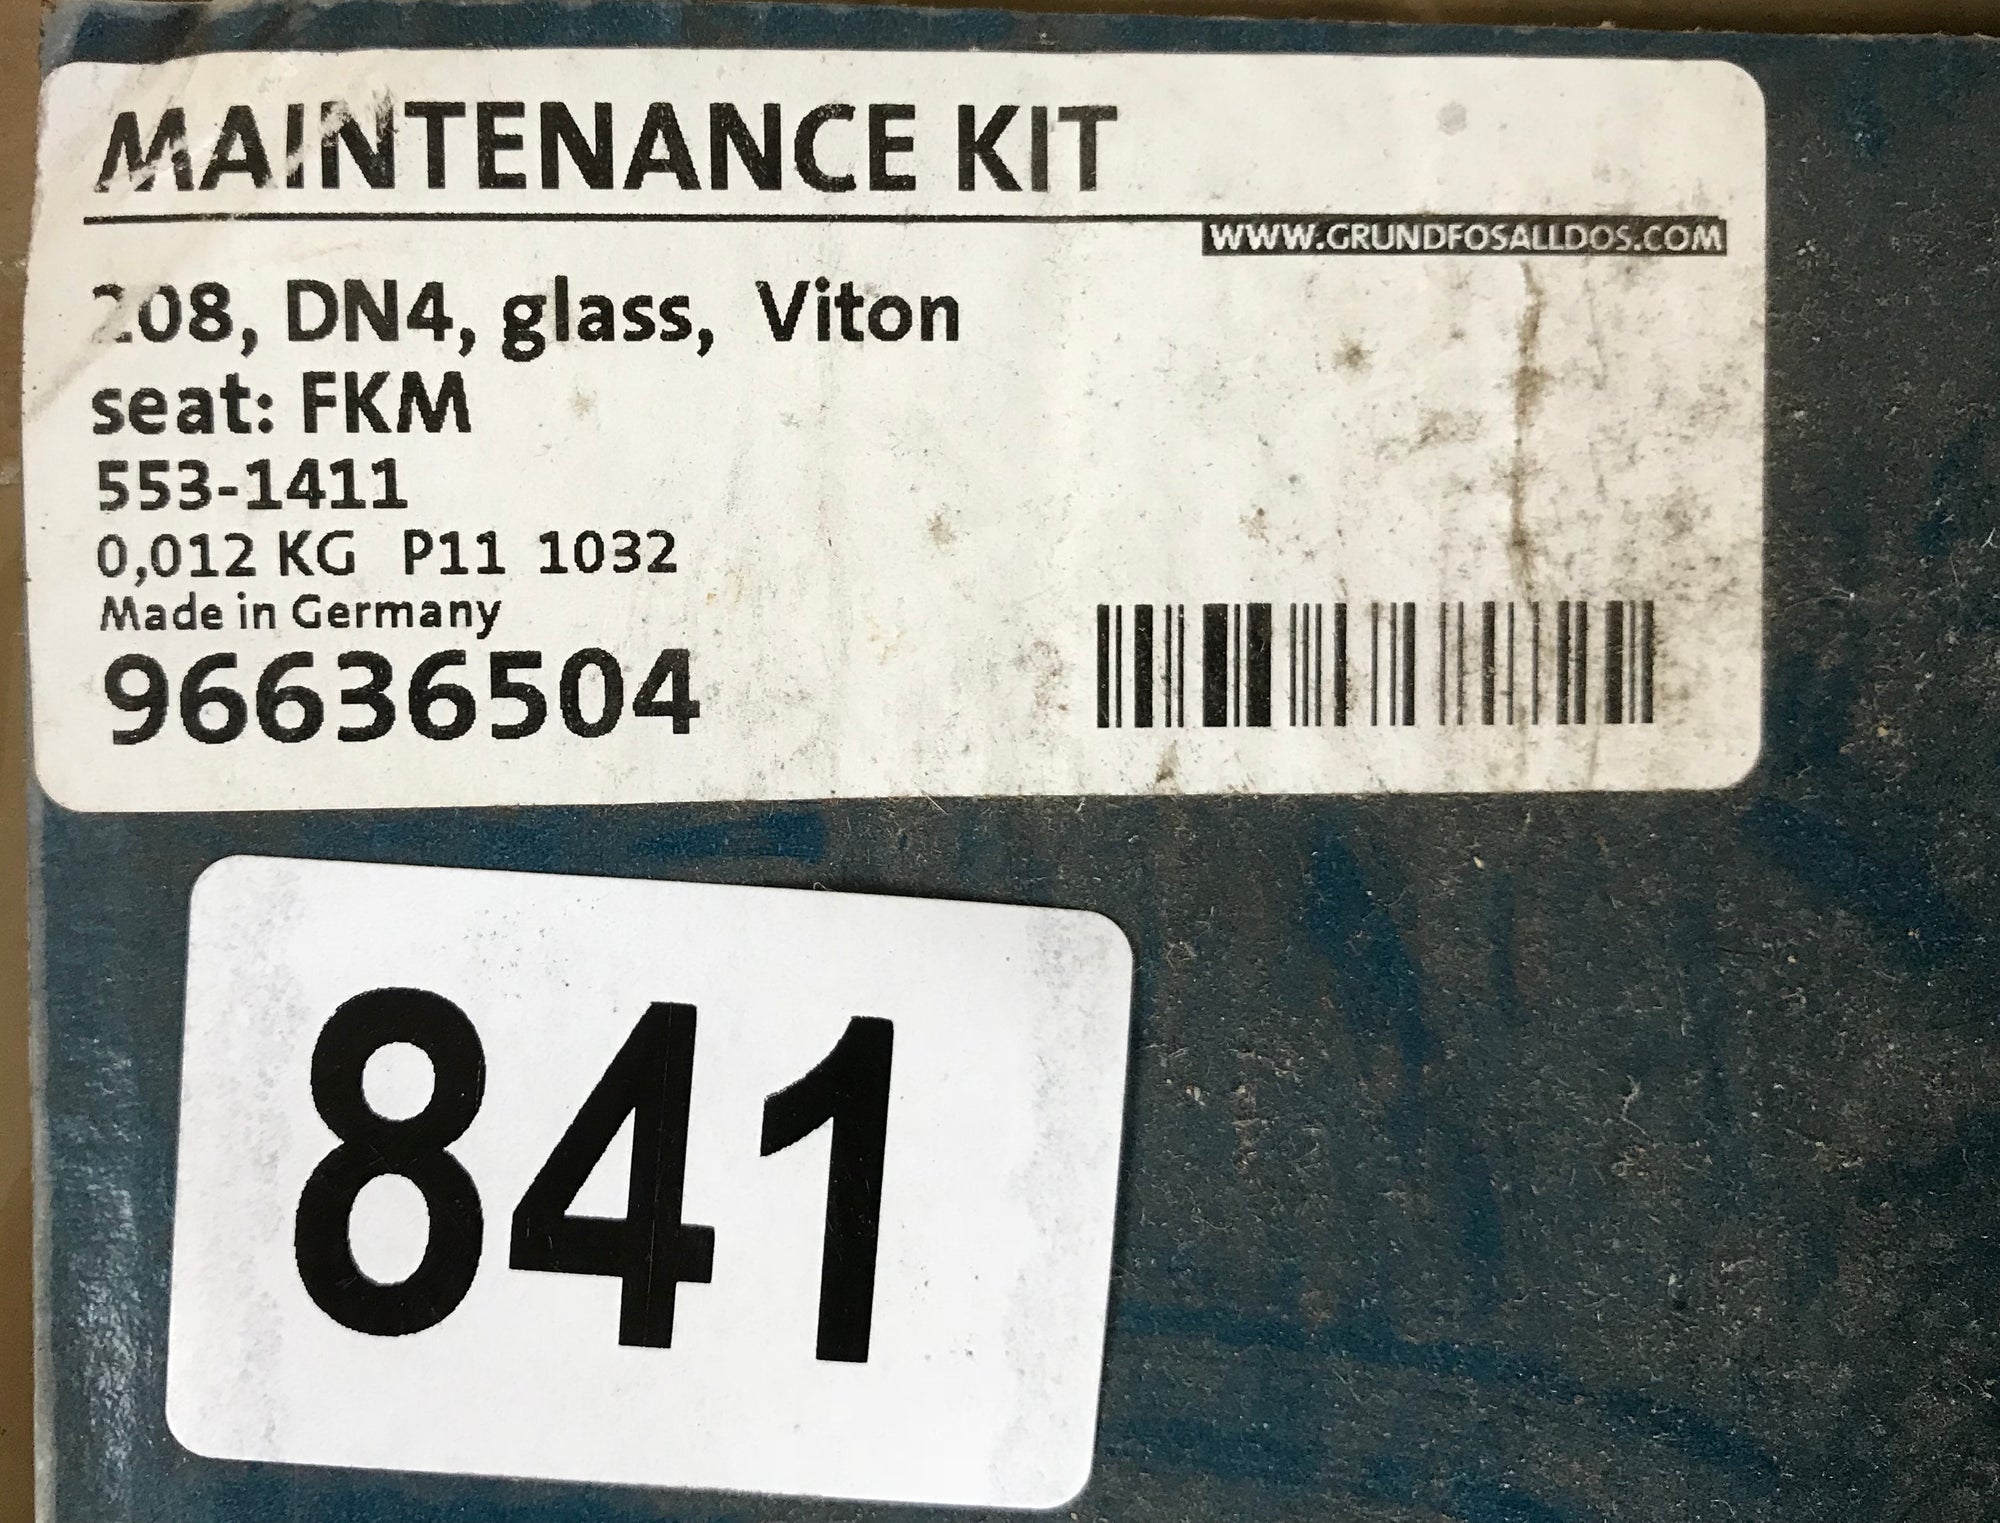 MAINTENANCE KIT
WWW.GRUNDFOSALLDOS.COM
208, DN4, glass, Viton
seat: FKM
553-1411
0,012 KG P11 1032
Made in Germany
96636504
841